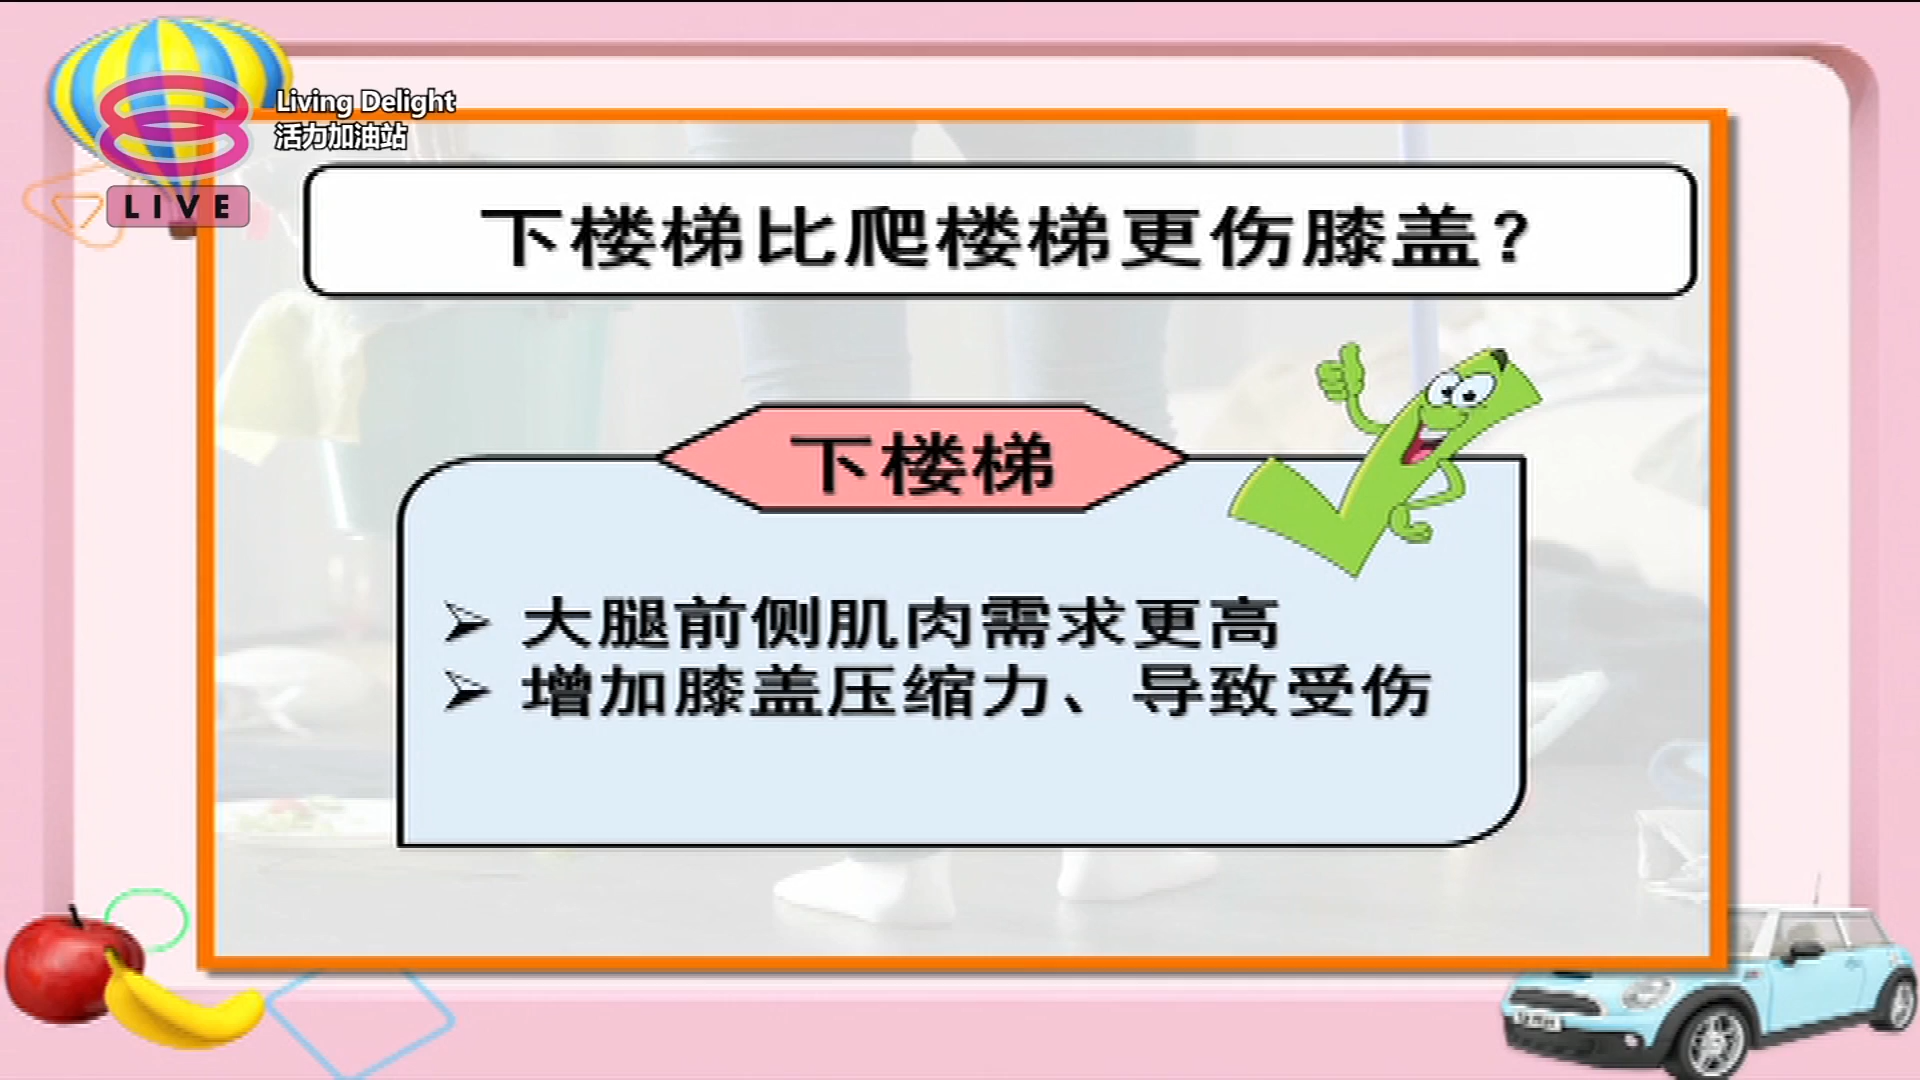 Living Delight
活力加油站
LIVE
下楼梯比爬楼梯更伤膝盖？
下楼梯
➢ 大腿前侧肌肉需求更高
➢ 增加膝盖压缩力、导致受伤